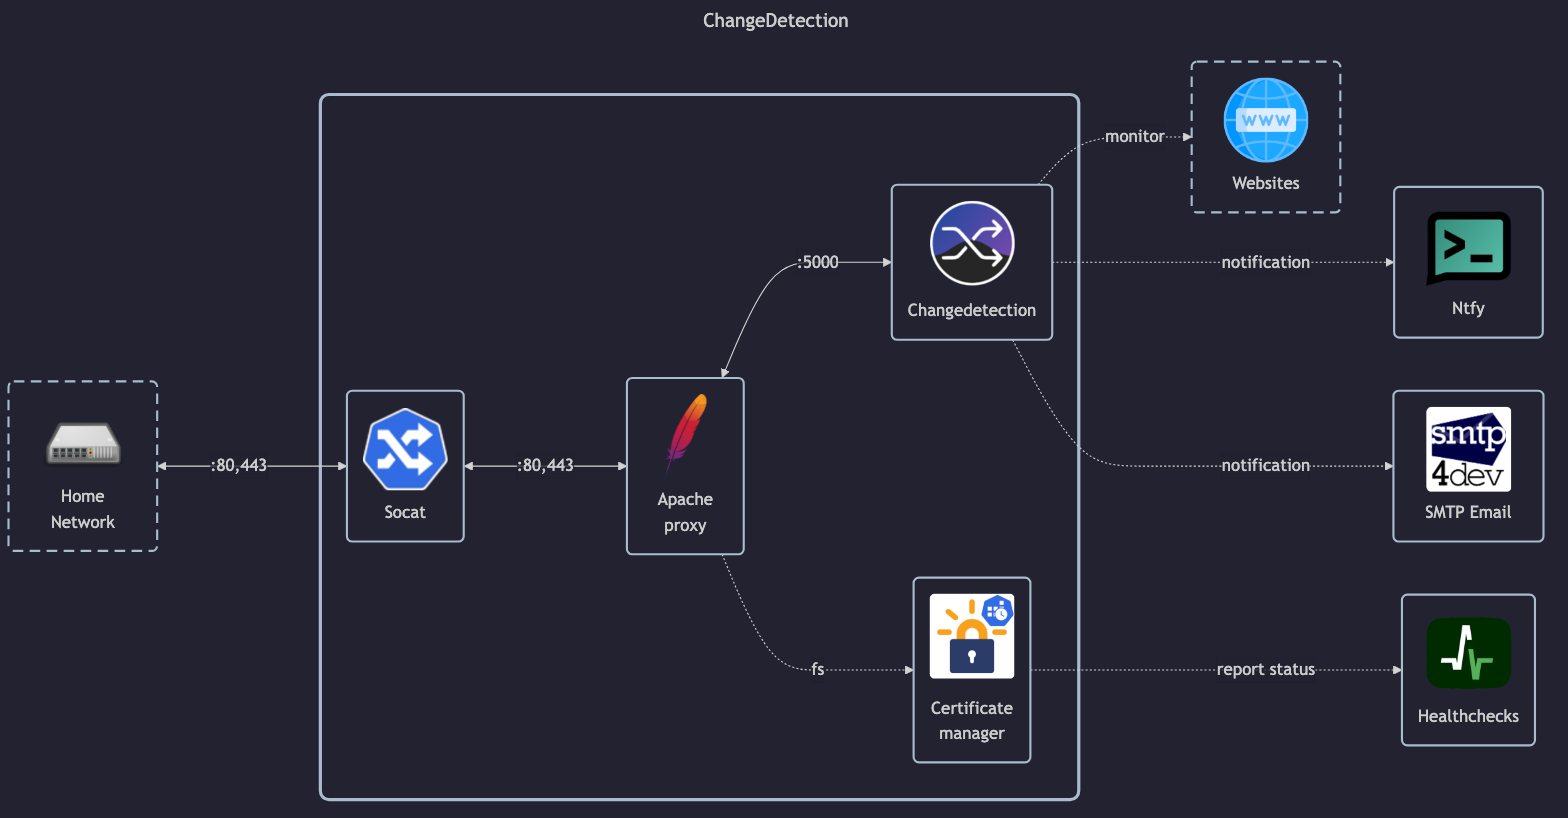 ChangeDetection
WWW
monitor
Websites
:5000
Changedetection
notification
>_
Ntfy
Home
Network
:80,443
Socat
:80,443
Apache
proxy
notification
smtp
4dev
SMTP Email
fs
Certificate
manager
report status
Healthchecks